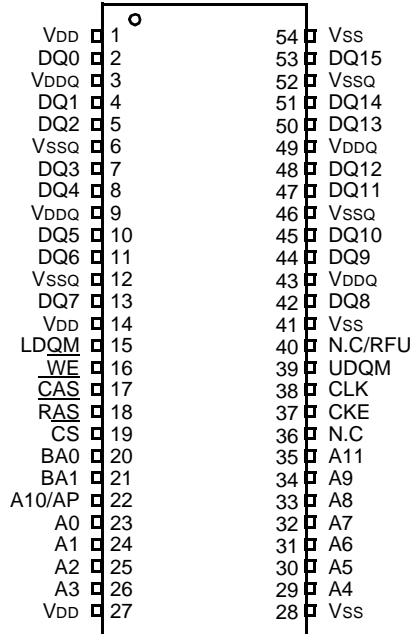 VDD 1 54 VSS
DQ0 2 53 DQ15
VDDQ 3 52 VSSQ
DQ1 4 51 DQ14
DQ2 5 50 DQ13
VSSQ 6 49 VDDQ
DQ3 7 48 DQ12
DQ4 8 47 DQ11
VDDQ 9 46 VSSQ
DQ5 10 45 DQ10
DQ6 11 44 DQ9
VSSQ 12 43 VDDQ
DQ7 13 42 DQ8
VDD 14 41 VSS
LDQM 15 40 N.C/RFU
WE 16 39 UDQM
CAS 17 38 CLK
RAS 18 37 CKE
CS 19 36 N.C
BA0 20 35 A11
BA1 21 34 A9
A10/AP 22 33 A8
A0 23 32 A7
A1 24 31 A6
A2 25 30 A5
A3 26 29 A4
VDD 27 28 VSS